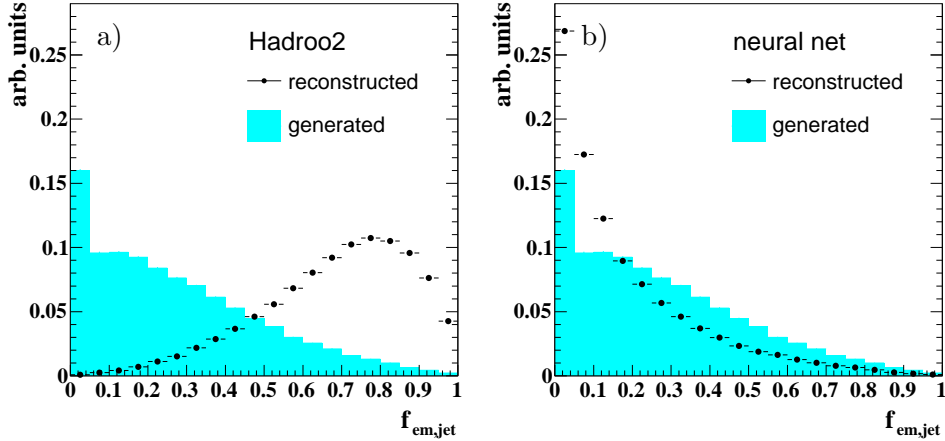 a)
Hadroo2
reconstructed
generated
arb. units
0.25
0.2
0.15
0.1
0.05
0
0 0.1 0.2 0.3 0.4 0.5 0.6 0.7 0.8 0.9 1
f em,jet
b)
neural net
reconstructed
generated
arb. units
0.25
0.2
0.15
0.1
0.05
0
0.1 0.2 0.3 0.4 0.5 0.6 0.7 0.8 0.9 1
f em,jet